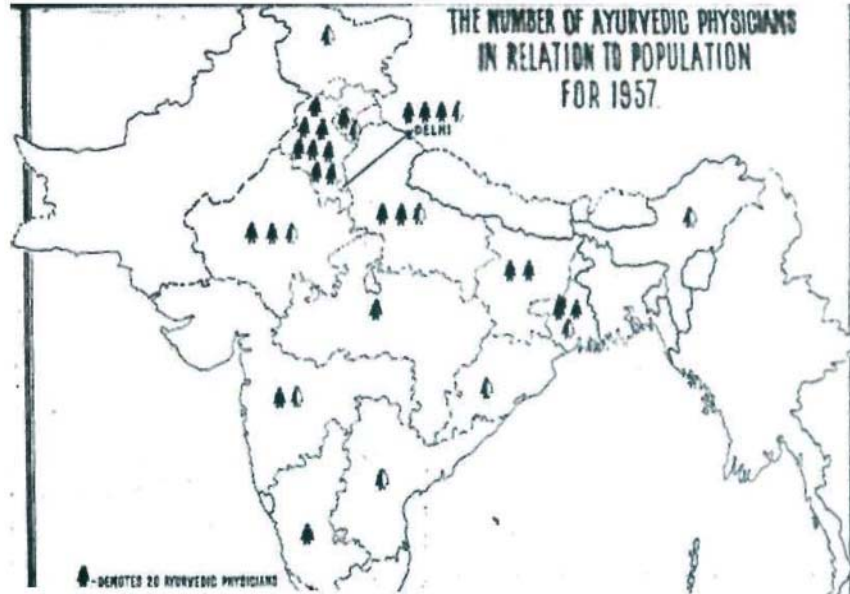 THE NUMBER OF AYURVEDIC PHYSICIANS
IN RELATION TO POPULATION
FOR 1957.
DELHI
-DENOTES 20 AYURVEDIC PHYSICIANS